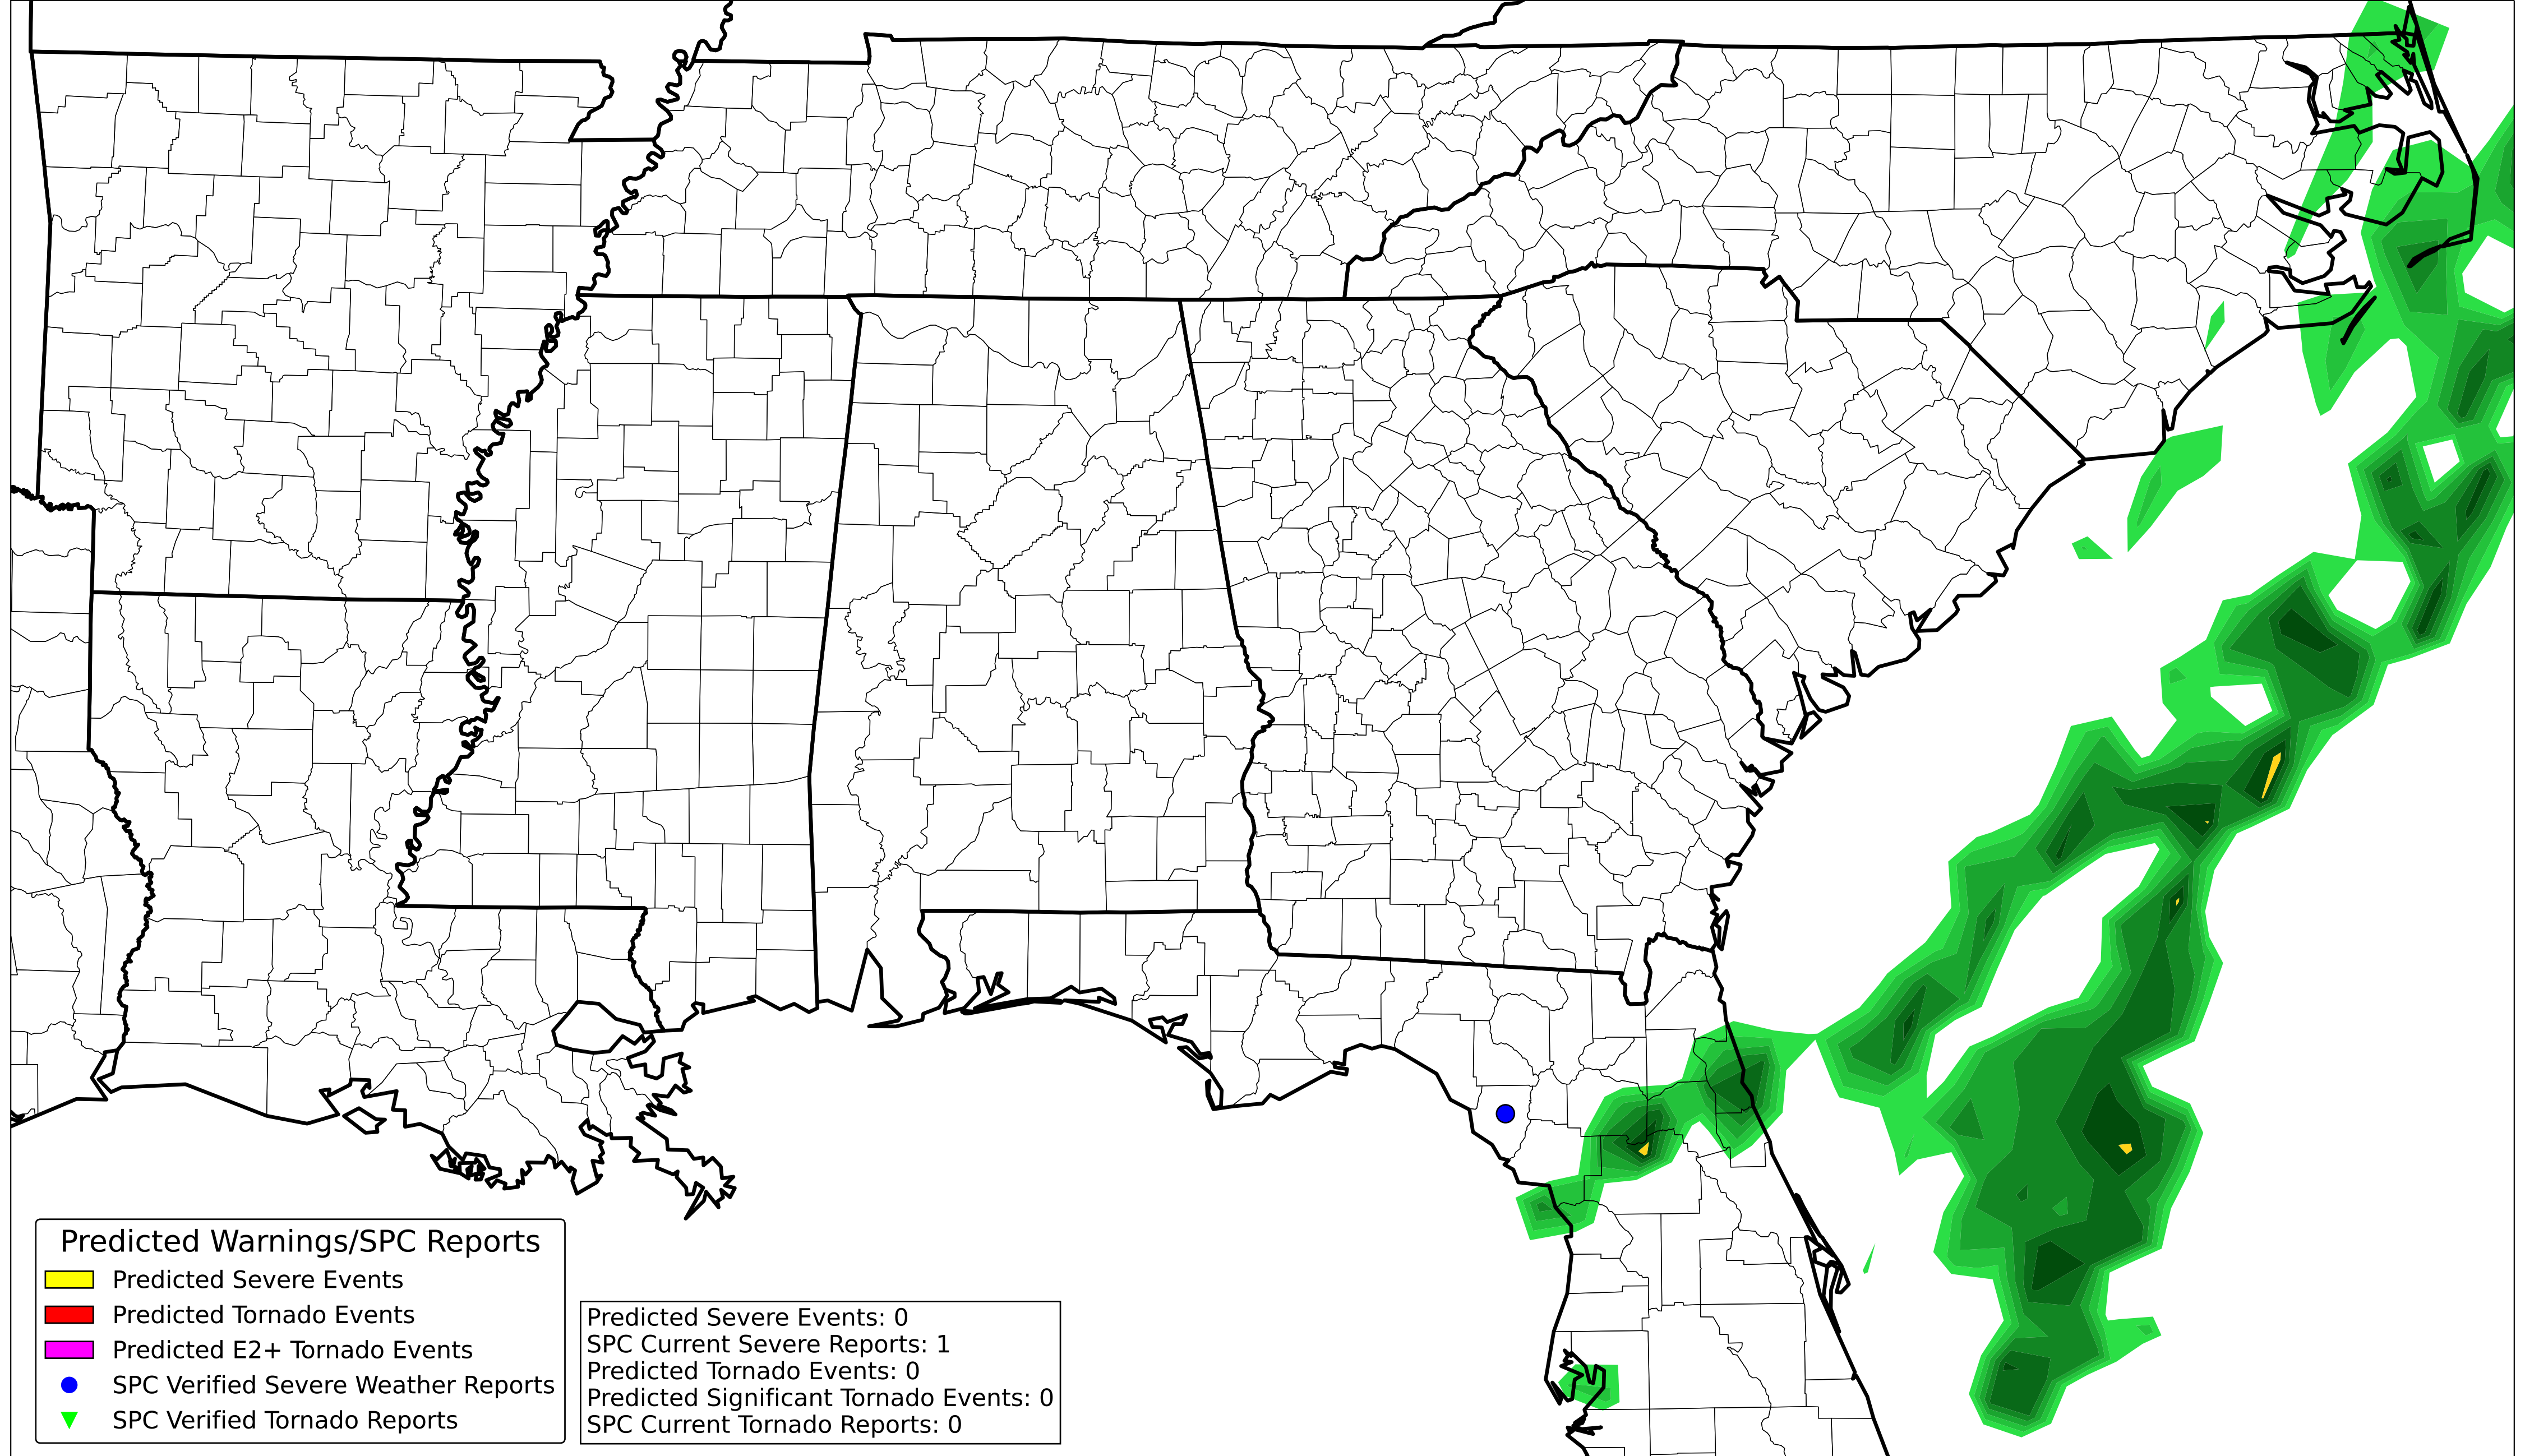 Predicted Warnings/SPC Reports
Predicted Severe Events
Predicted Tornado Events
Predicted E2+ Tornado Events
SPC Verified Severe Weather Reports
SPC Verified Tornado Reports
Predicted Severe Events: 0
SPC Current Severe Reports: 1
Predicted Tornado Events: 0
Predicted Significant Tornado Events: 0
SPC Current Tornado Reports: 0